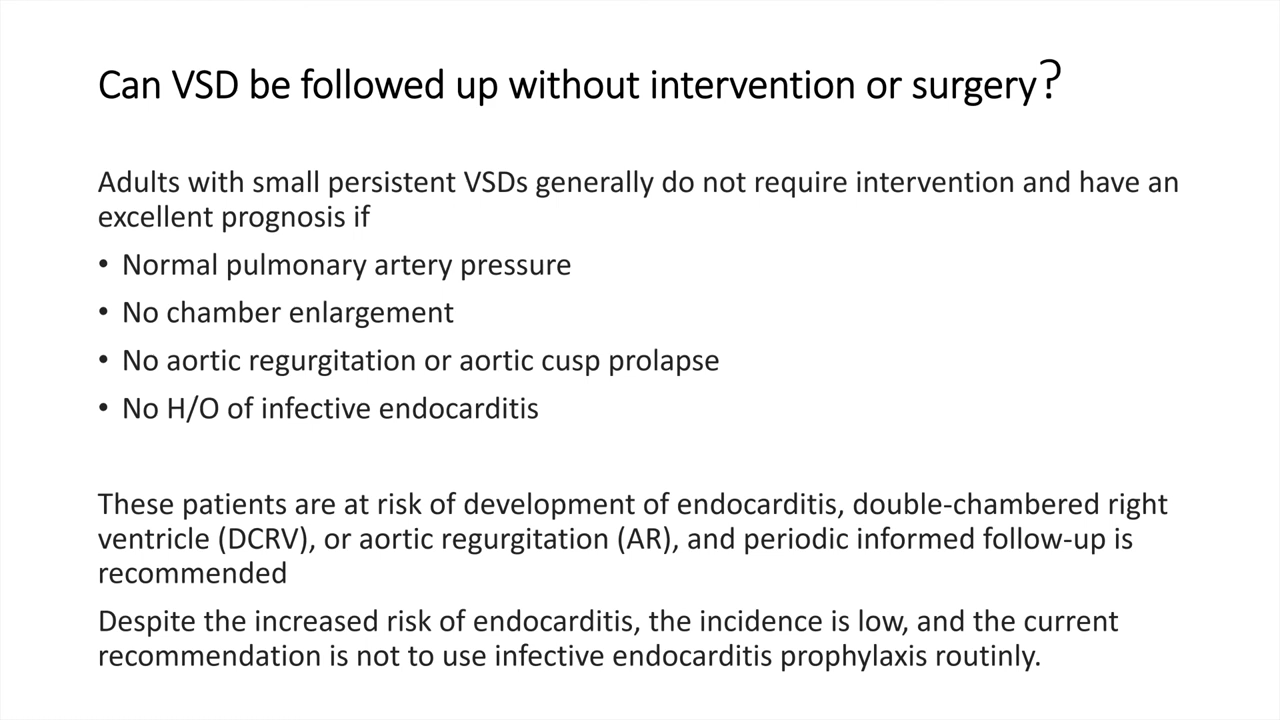 Can VSD be followed up without intervention or surgery?
Adults with small persistent VSDs generally do not require intervention and have an
excellent prognosis if
• Normal pulmonary artery pressure
• No chamber enlargement
• No aortic regurgitation or aortic cusp prolapse
• No H/O of infective endocarditis
These patients are at risk of development of endocarditis, double-chambered right
ventricle (DCRV), or aortic regurgitation (AR), and periodic informed follow-up is
recommended
Despite the increased risk of endocarditis, the incidence is low, and the current
recommendation is not to use infective endocarditis prophylaxis routinly.